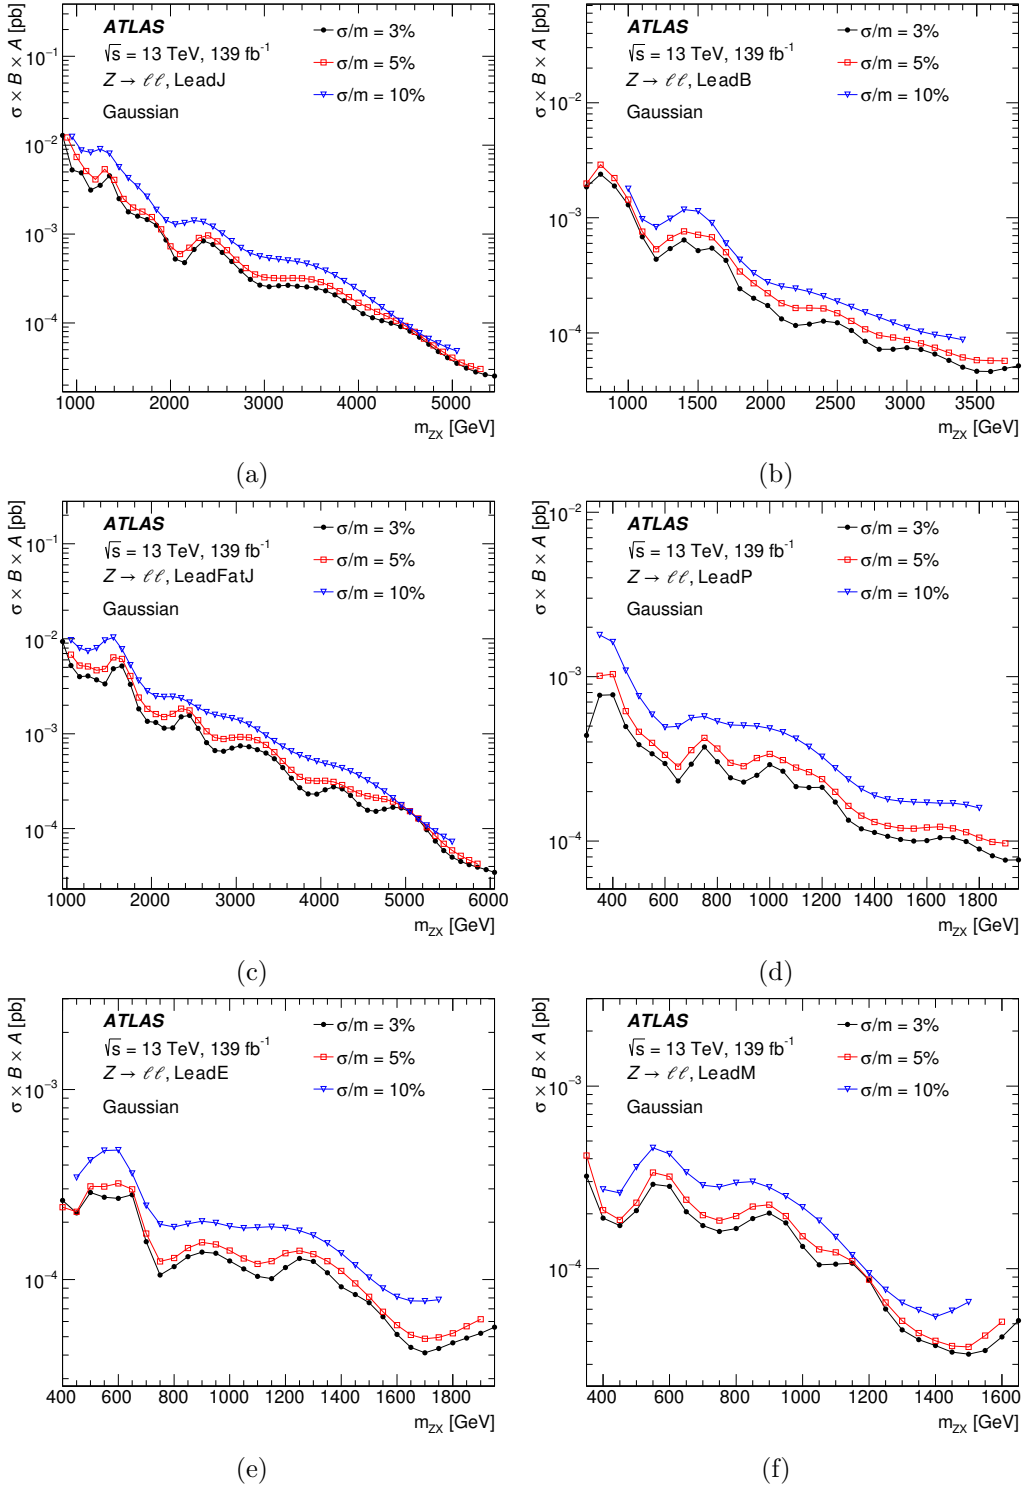 σ × B × A [pb]
ATLAS
√s = 13 TeV, 139 fb⁻¹
Z → ℓℓ, LeadJ
Gaussian
σ/m = 3%
σ/m = 5%
σ/m = 10%
10⁻¹
10⁻²
10⁻³
10⁻⁴
1000 2000 3000 4000 5000
m_ZX [GeV]
(a)
σ × B × A [pb]
ATLAS
√s = 13 TeV, 139 fb⁻¹
Z → ℓℓ, LeadB
Gaussian
σ/m = 3%
σ/m = 5%
σ/m = 10%
10⁻²
10⁻³
10⁻⁴
1000 1500 2000 2500 3000 3500
m_ZX [GeV]
(b)
σ × B × A [pb]
ATLAS
√s = 13 TeV, 139 fb⁻¹
Z → ℓℓ, LeadFatJ
Gaussian
σ/m = 3%
σ/m = 5%
σ/m = 10%
10⁻¹
10⁻²
10⁻³
10⁻⁴
1000 2000 3000 4000 5000 6000
m_ZX [GeV]
(c)
σ × B × A [pb]
ATLAS
√s = 13 TeV, 139 fb⁻¹
Z → ℓℓ, LeadP
Gaussian
σ/m = 3%
σ/m = 5%
σ/m = 10%
10⁻²
10⁻³
10⁻⁴
400 600 800 1000 1200 1400 1600 1800
m_ZX [GeV]
(d)
σ × B × A [pb]
ATLAS
√s = 13 TeV, 139 fb⁻¹
Z → ℓℓ, LeadE
Gaussian
σ/m = 3%
σ/m = 5%
σ/m = 10%
10⁻³
10⁻⁴
400 600 800 1000 1200 1400 1600 1800
m_ZX [GeV]
(e)
σ × B × A [pb]
ATLAS
√s = 13 TeV, 139 fb⁻¹
Z → ℓℓ, LeadM
Gaussian
σ/m = 3%
σ/m = 5%
σ/m = 10%
10⁻³
10⁻⁴
400 600 800 1000 1200 1400 1600
m_ZX [GeV]
(f)